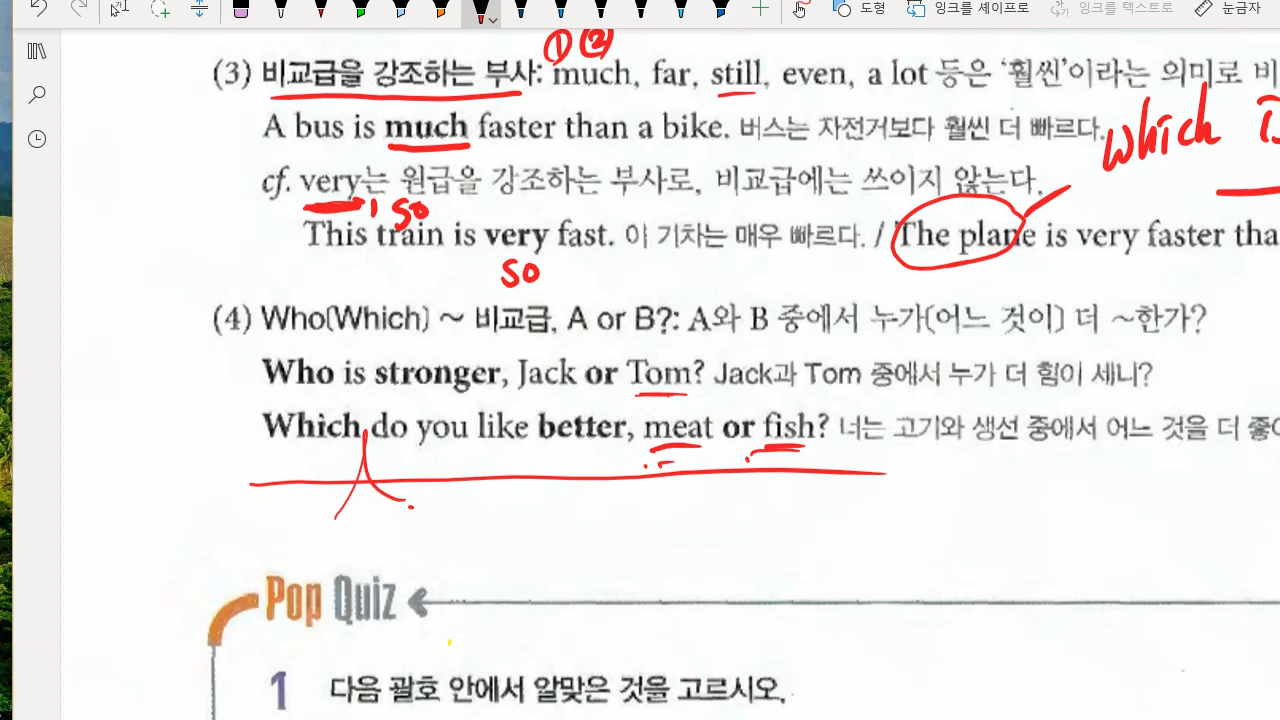 도형
잉크를 셰이프로
잉크를 텍스트로
눈금자
① ②
(3) 비교급을 강조하는 부사: much, far, still, even, a lot 등은 '훨씬'이라는 의미로 비
A bus is much faster than a bike. 버스는 자전거보다 훨씬 더 빠르다.
which
cf. very는 원급을 강조하는 부사로, 비교급에는 쓰이지 않는다.
so
This train is very fast. 이 기차는 매우 빠르다. / The plane is very faster tha
so
(4) Who(Which) ~ 비교급, A or B?: A와 B 중에서 누가(어느 것이) 더 ~한가?
Who is stronger, Jack or Tom? Jack과 Tom 중에서 누가 더 힘이 세니?
Which do you like better, meat or fish? 너는 고기와 생선 중에서 어느 것을 더 좋
Pop Quiz
1 다음 괄호 안에서 알맞은 것을 고르시오.